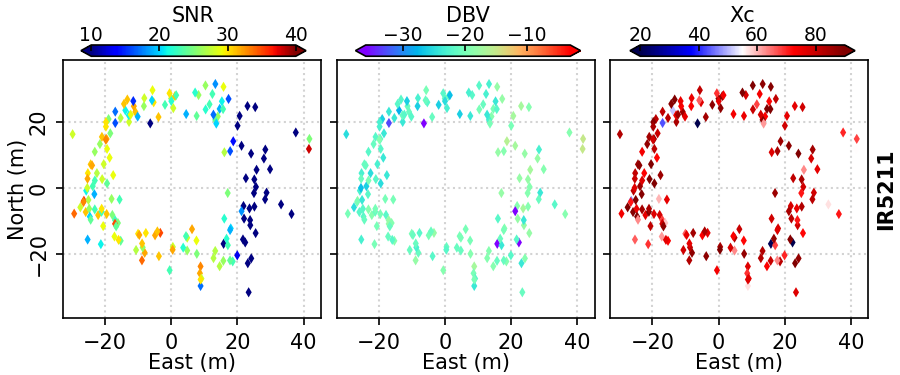 SNR DBV Xc
10 20 30 40 −30 −20 −10 20 40 60 80
20
0
−20
North (m)
−20 0 20 40 −20 0 20 40 −20 0 20 40
East (m) East (m) East (m)
IR5211